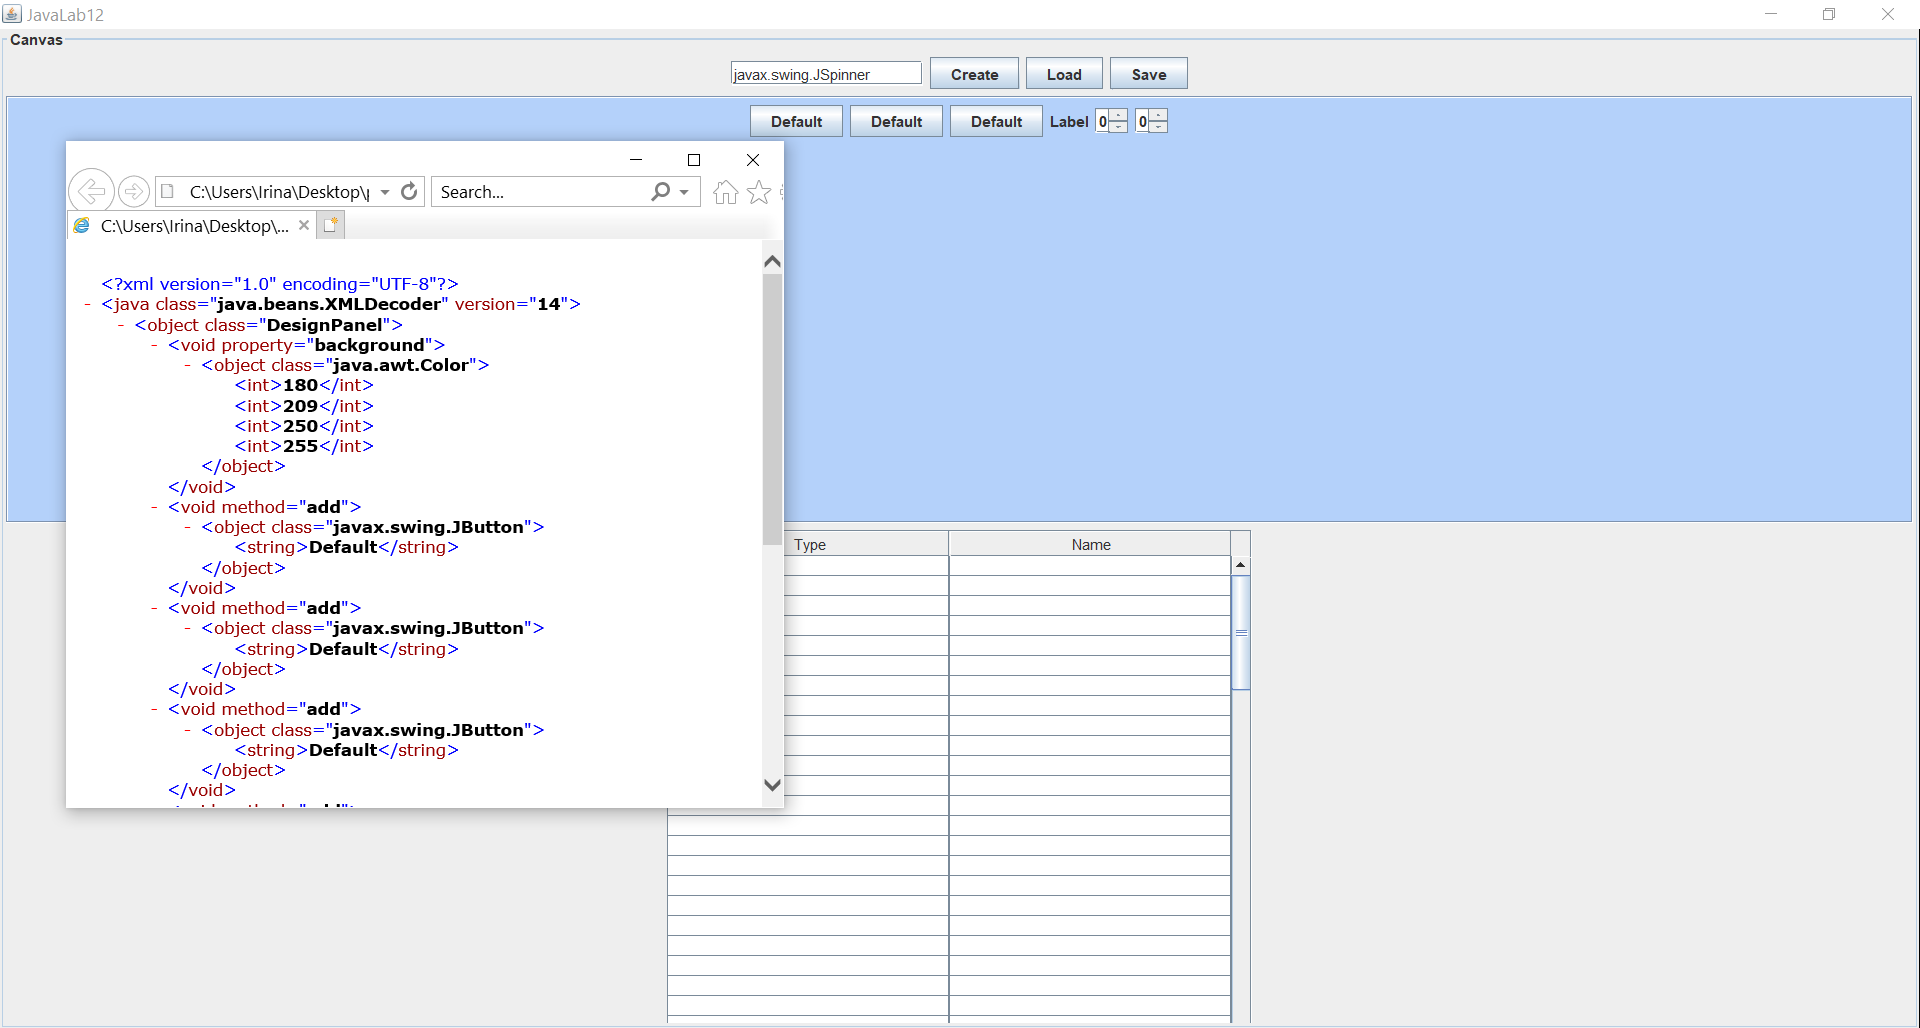 JavaLab12
Canvas
javax.swing.JSpinner Create Load Save
Default Default Default Label 0 0
C:\Users\Irina\Desktop\ Search...
C:\Users\Irina\Desktop\...
<?xml version="1.0" encoding="UTF-8"?>
- <java class="java.beans.XMLDecoder" version="14">
- <object class="DesignPanel">
- <void property="background">
- <object class="java.awt.Color">
<int>180</int>
<int>209</int>
<int>250</int>
<int>255</int>
</object>
</void>
- <void method="add">
- <object class="javax.swing.JButton">
<string>Default</string>
</object>
</void>
- <void method="add">
- <object class="javax.swing.JButton">
<string>Default</string>
</object>
</void>
- <void method="add">
- <object class="javax.swing.JButton">
<string>Default</string>
</object>
</void>
Type Name